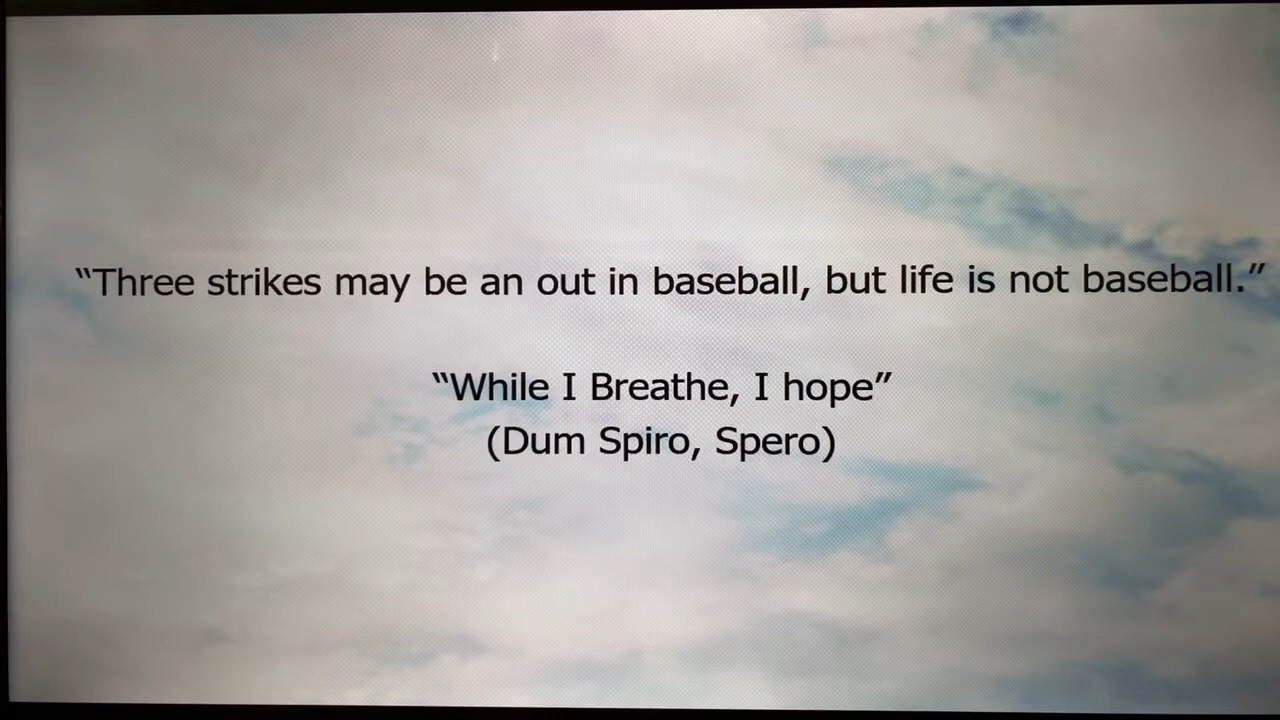 “Three strikes may be an out in baseball, but life is not baseball.”
“While I Breathe, I hope”
(Dum Spiro, Spero)